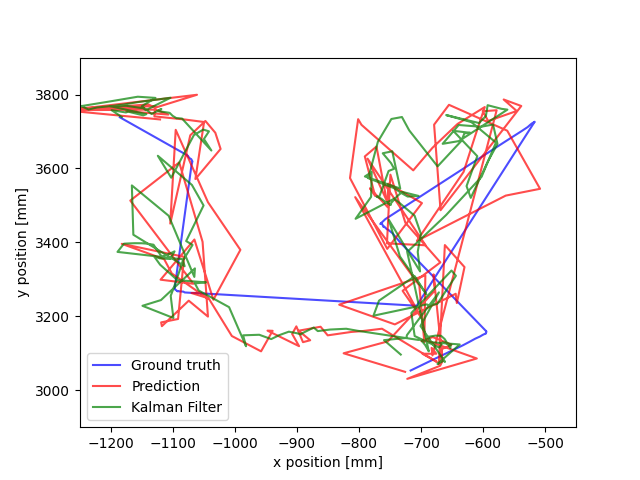 3800
3600
3400
3200
3000
y position [mm]
Ground truth
Prediction
Kalman Filter
−1200 −1100 −1000 −900 −800 −700 −600 −500
x position [mm]